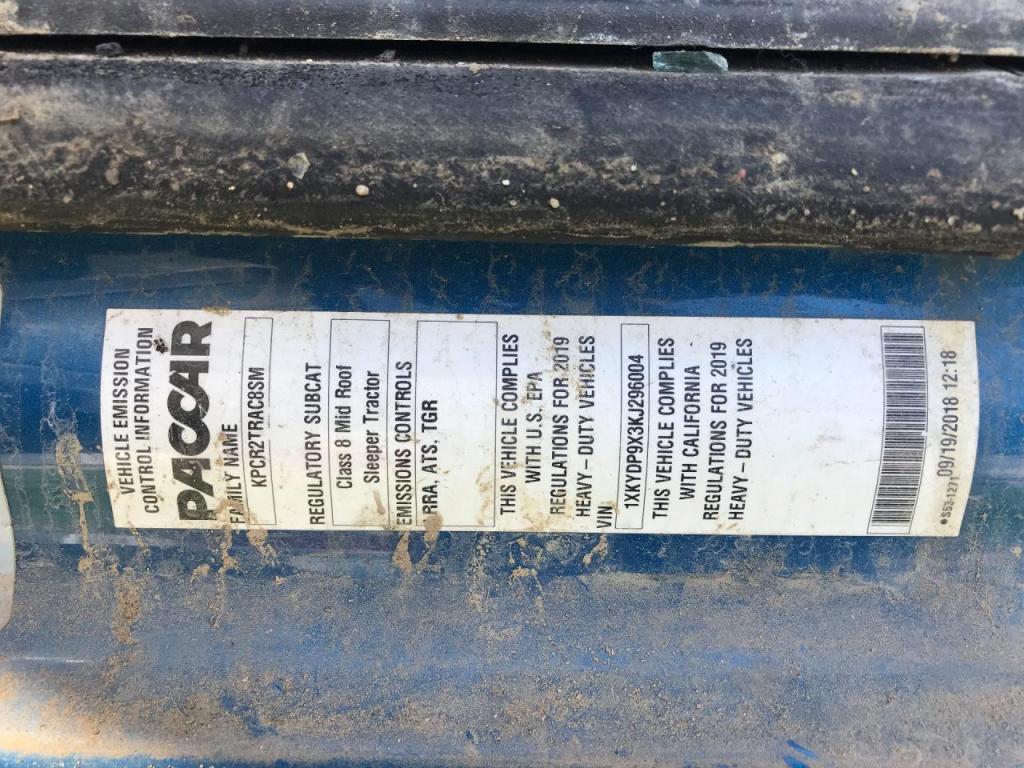 VEHICLE EMISSION
CONTROL INFORMATION
PACCAR
FAMILY NAME
KPCR2TRAC8SM
REGULATORY SUBCAT
Class 8 Mid Roof
Sleeper Tractor
EMISSIONS CONTROLS
RRA, ATS, TGR
THIS VEHICLE COMPLIES
WITH U.S. EPA
REGULATIONS FOR 2019
HEAVY – DUTY VEHICLES
VIN
1XKYDP9X3KJ296004
THIS VEHICLE COMPLIES
WITH CALIFORNIA
REGULATIONS FOR 2019
HEAVY – DUTY VEHICLES
●S53-1271 09/19/2018 12:18